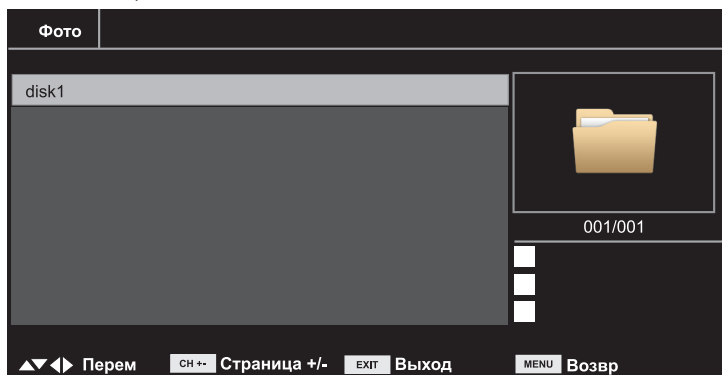 Фото
disk1
001/001
Перем CH +- Страница +/- EXIT Выход MENU Возвр